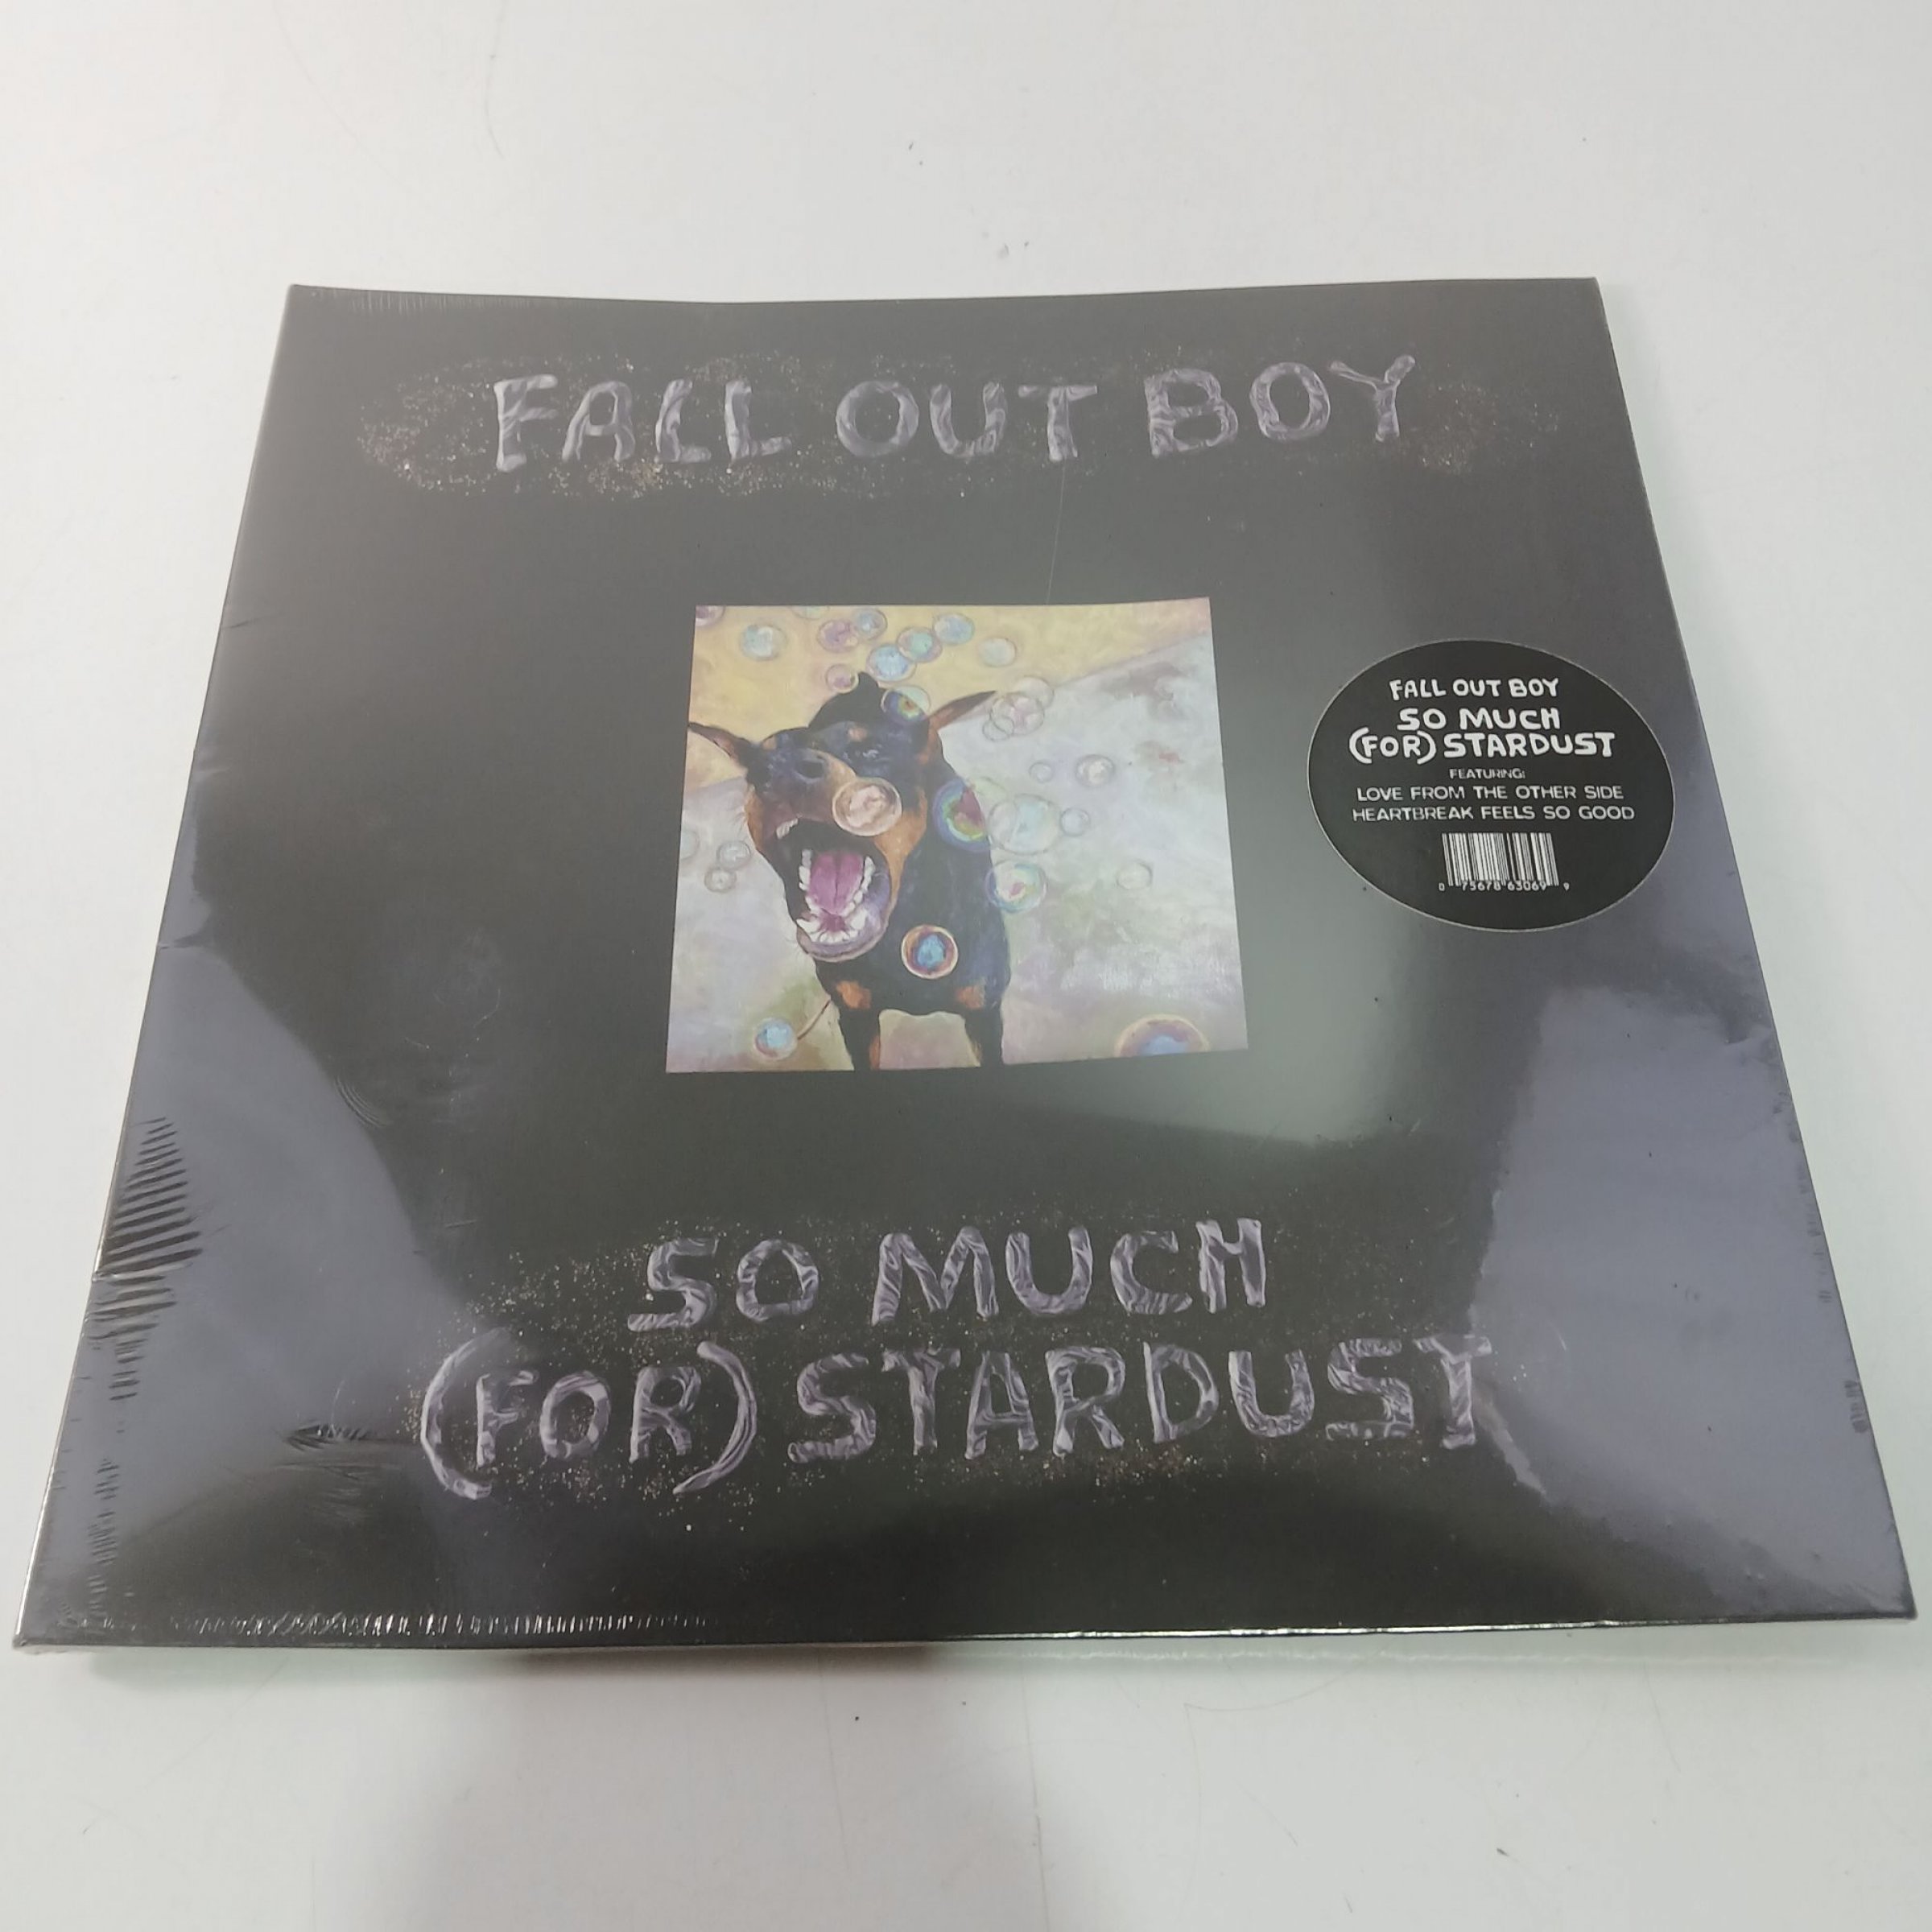 FALL OUT BOY
FALL OUT BOY
SO MUCH
(FOR) STARDUST
FEATURING:
LOVE FROM THE OTHER SIDE
HEARTBREAK FEELS SO GOOD
0 75678 63069 9
SO MUCH
(FOR) STARDUST